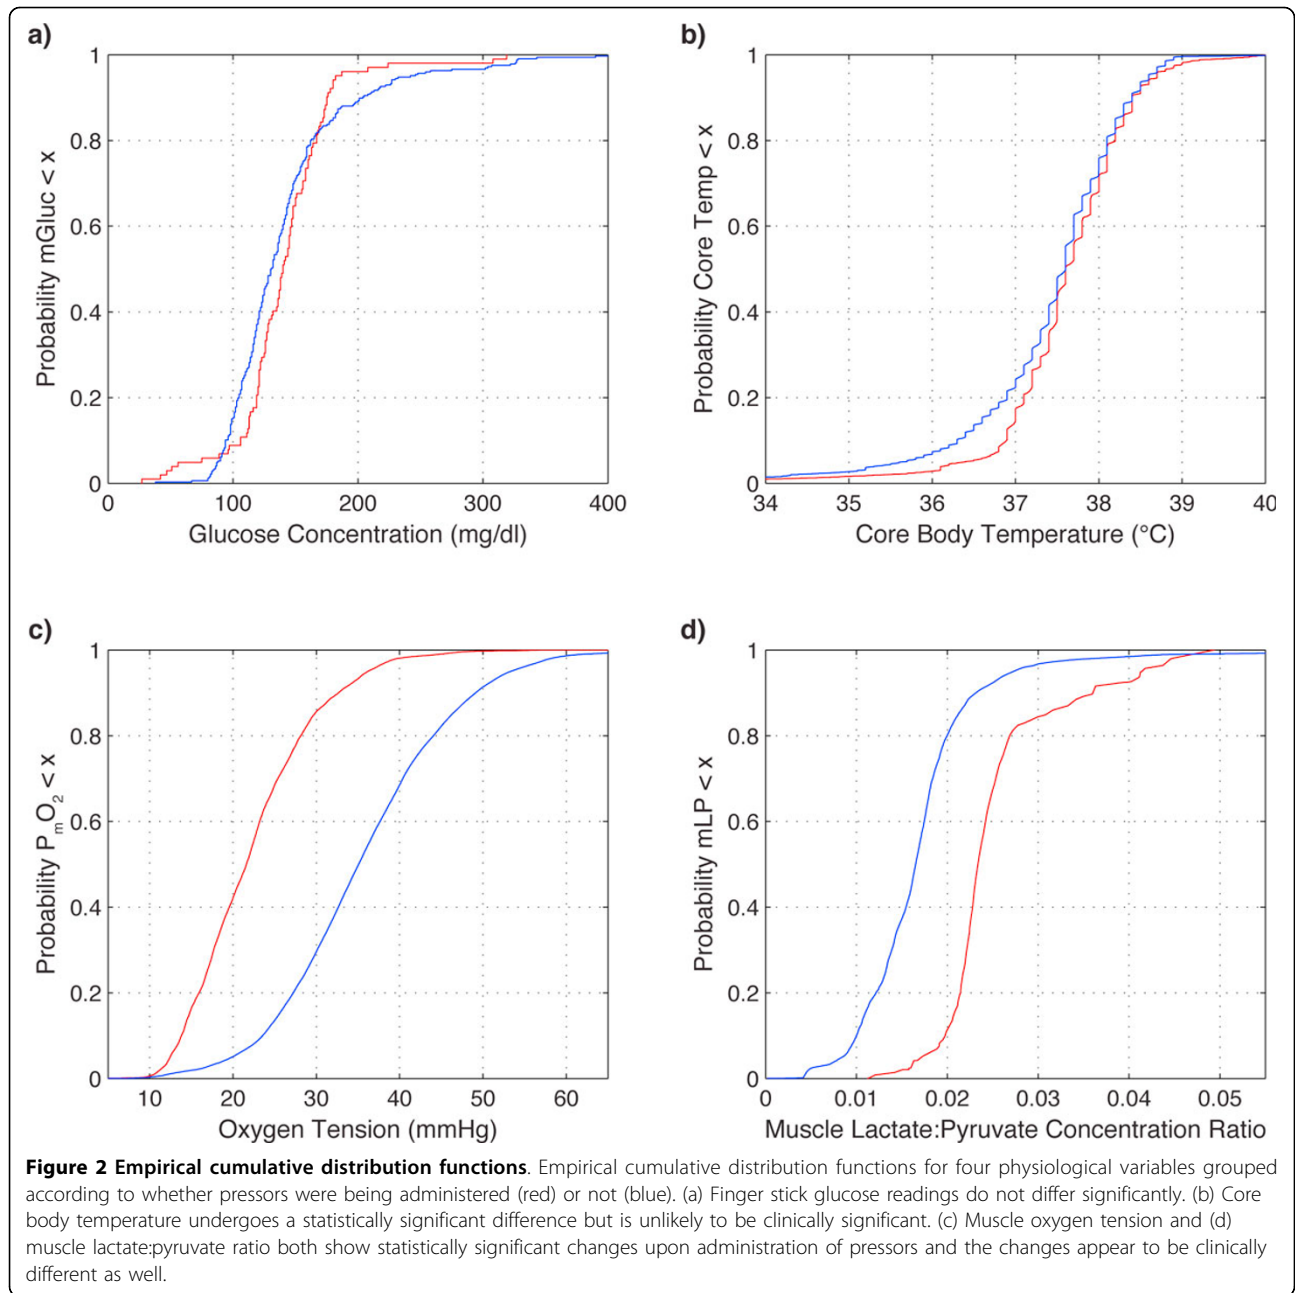 a)
Probability mGluc < x
1
0.8
0.6
0.4
0.2
0
0 100 200 300 400
Glucose Concentration (mg/dl)
b)
Probability Core Temp < x
1
0.8
0.6
0.4
0.2
0
34 35 36 37 38 39 40
Core Body Temperature (°C)
c)
Probability PmO2 < x
1
0.8
0.6
0.4
0.2
0
10 20 30 40 50 60
Oxygen Tension (mmHg)
d)
Probability mLP < x
1
0.8
0.6
0.4
0.2
0
0 0.01 0.02 0.03 0.04 0.05
Muscle Lactate:Pyruvate Concentration Ratio
Figure 2 Empirical cumulative distribution functions. Empirical cumulative distribution functions for four physiological variables grouped
according to whether pressors were being administered (red) or not (blue). (a) Finger stick glucose readings do not differ significantly. (b) Core
body temperature undergoes a statistically significant difference but is unlikely to be clinically significant. (c) Muscle oxygen tension and (d)
muscle lactate:pyruvate ratio both show statistically significant changes upon administration of pressors and the changes appear to be clinically
different as well.